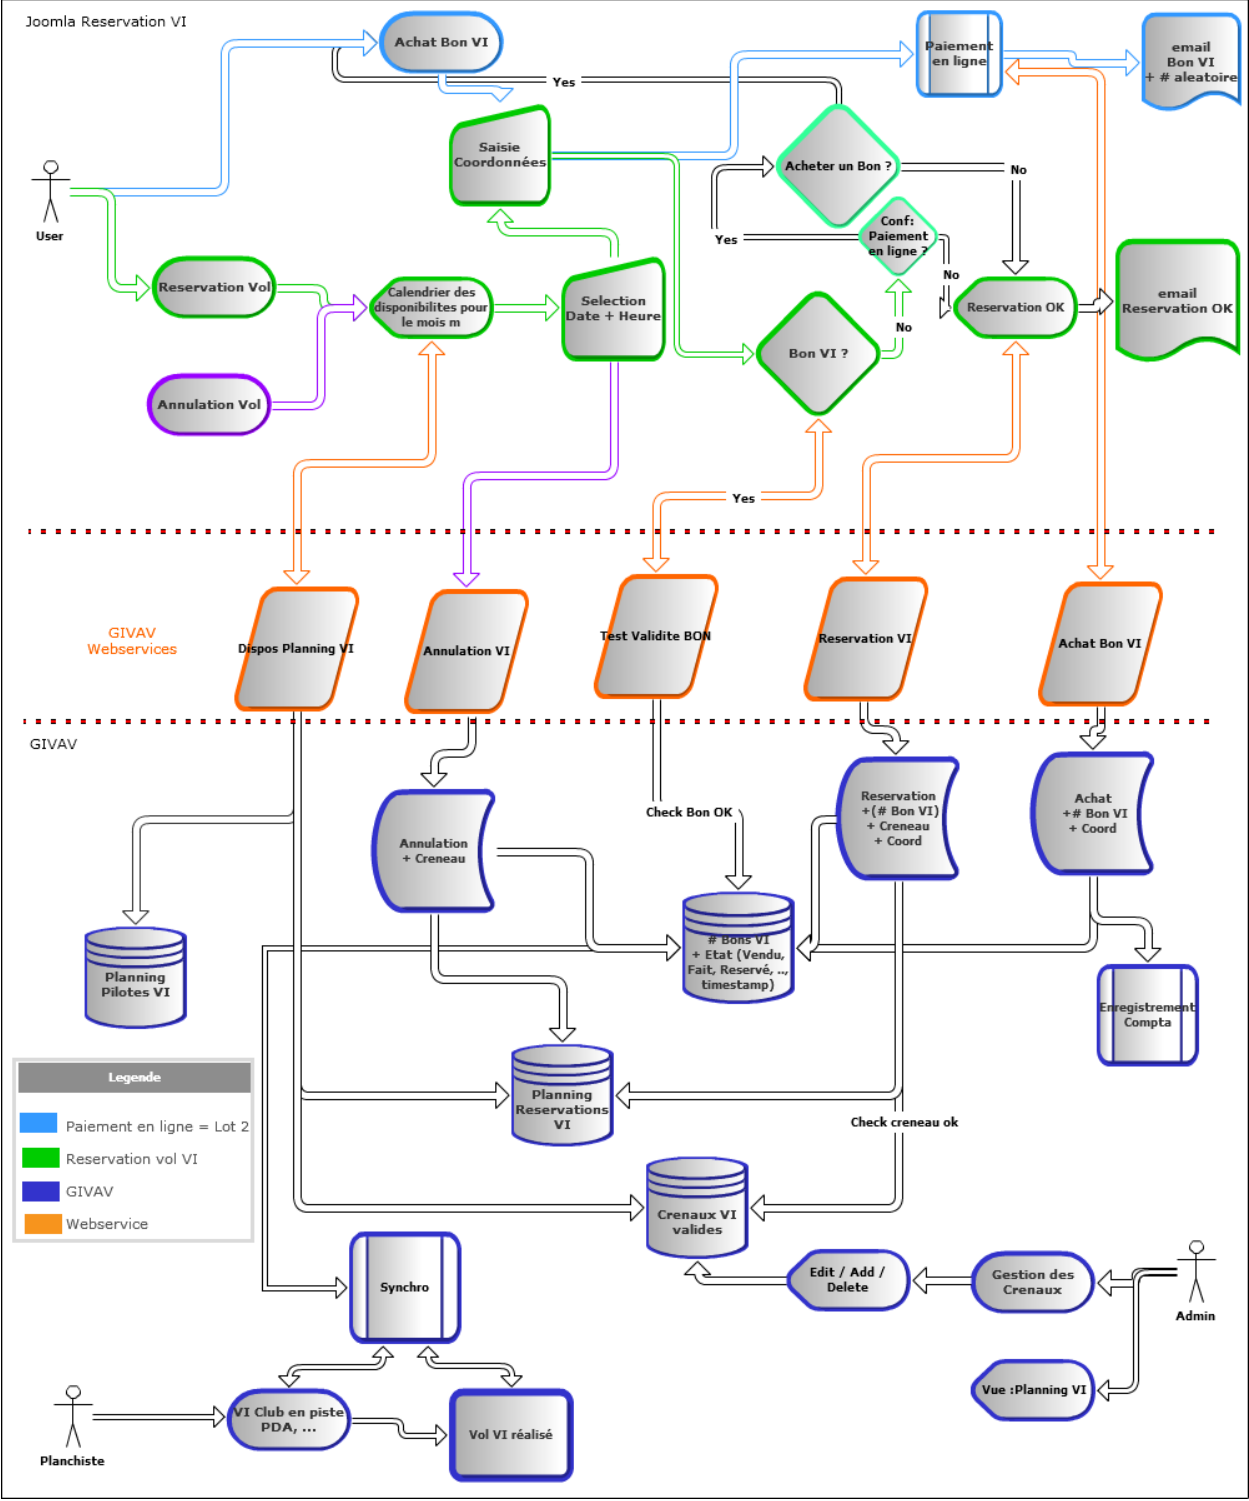 Joomla Reservation VI
Achat Bon VI
Paiement
en ligne
email
Bon VI
+ # aleatoire
Yes
Saisie
Coordonnées
Acheter un Bon ?
No
User
Conf:
Paiement
en ligne ?
Yes
No
Reservation Vol
Calendrier des
disponibilites pour
le mois m
Selection
Date + Heure
Reservation OK
email
Reservation OK
No
Bon VI ?
Annulation Vol
Yes
GIVAV
Webservices
Dispos Planning VI
Annulation VI
Test Validite BON
Reservation VI
Achat Bon VI
GIVAV
Reservation
+(# Bon VI)
+ Creneau
+ Coord
Achat
+# Bon VI
+ Coord
Check Bon OK
Annulation
+ Creneau
# Bons VI
+ Etat (Vendu,
Fait, Reservé, ..,
timestamp)
Planning
Pilotes VI
Enregistrement
Compta
Legende
Paiement en ligne = Lot 2
Reservation vol VI
GIVAV
Webservice
Planning
Reservations
VI
Check creneau ok
Crenaux VI
valides
Synchro
Edit / Add /
Delete
Gestion des
Crenaux
Admin
Vue :Planning VI
VI Club en piste
PDA, ...
Vol VI réalisé
Planchiste